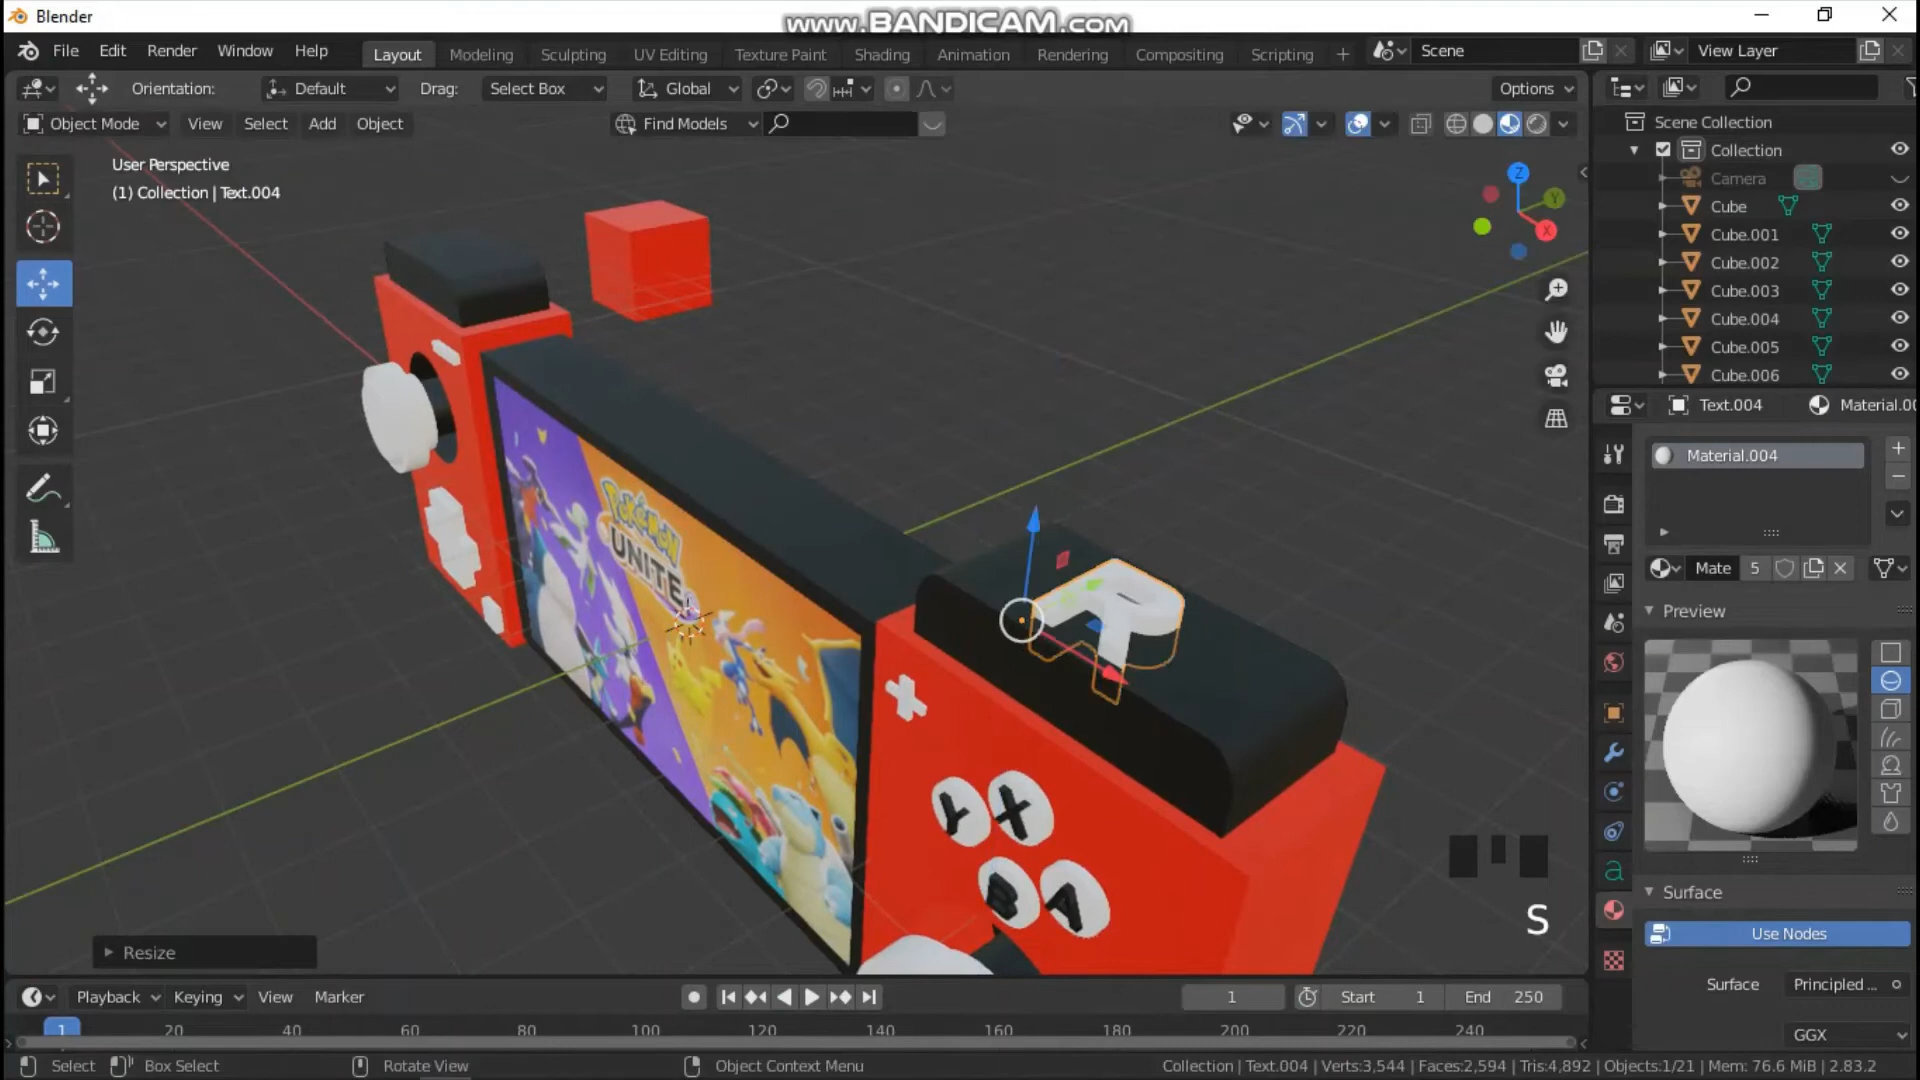 Blender
www.BANDICAM.com
File Edit Render Window Help
Layout Modeling Sculpting UV Editing Texture Paint Shading Animation Rendering Compositing Scripting +
Scene
View Layer
Orientation: Default Drag: Select Box Global Options
Object Mode View Select Add Object Find Models
User Perspective
(1) Collection | Text.004
Z
Y
X
Scene Collection
Collection
Camera
Cube
Cube.001
Cube.002
Cube.003
Cube.004
Cube.005
Cube.006
Text.004 Material.00
Material.004
Mate 5
Preview
Surface
Use Nodes
Surface Principled ...
GGX
Pokémon
UNITE
R
Y X
B A
S
Resize
Playback Keying View Marker 1 Start 1 End 250
1 20 40 60 80 100 120 140 160 180 200 220 240
Select Box Select Rotate View Object Context Menu Collection | Text.004 | Verts:3,544 | Faces:2,594 | Tris:4,892 | Objects:1/21 | Mem: 76.6 MiB | 2.83.2